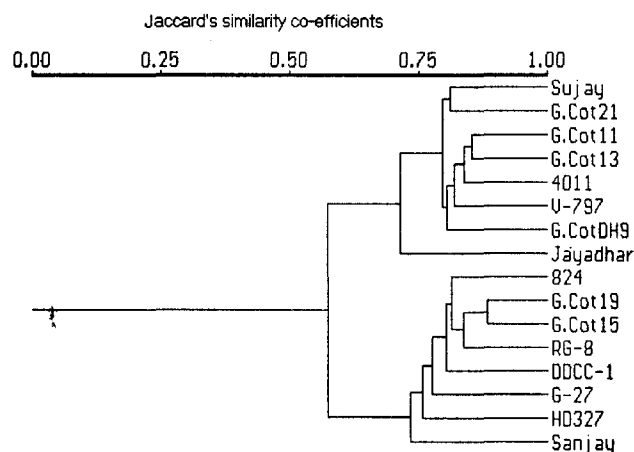 Jaccard's similarity co-efficients
0.00 0.25 0.50 0.75 1.00
Sujay
G.Cot21
G.Cot11
G.Cot13
4011
V-797
G.CotDH9
Jayadhar
824
G.Cot19
G.Cot15
RG-8
DDCC-1
G-27
HD327
Sanjay